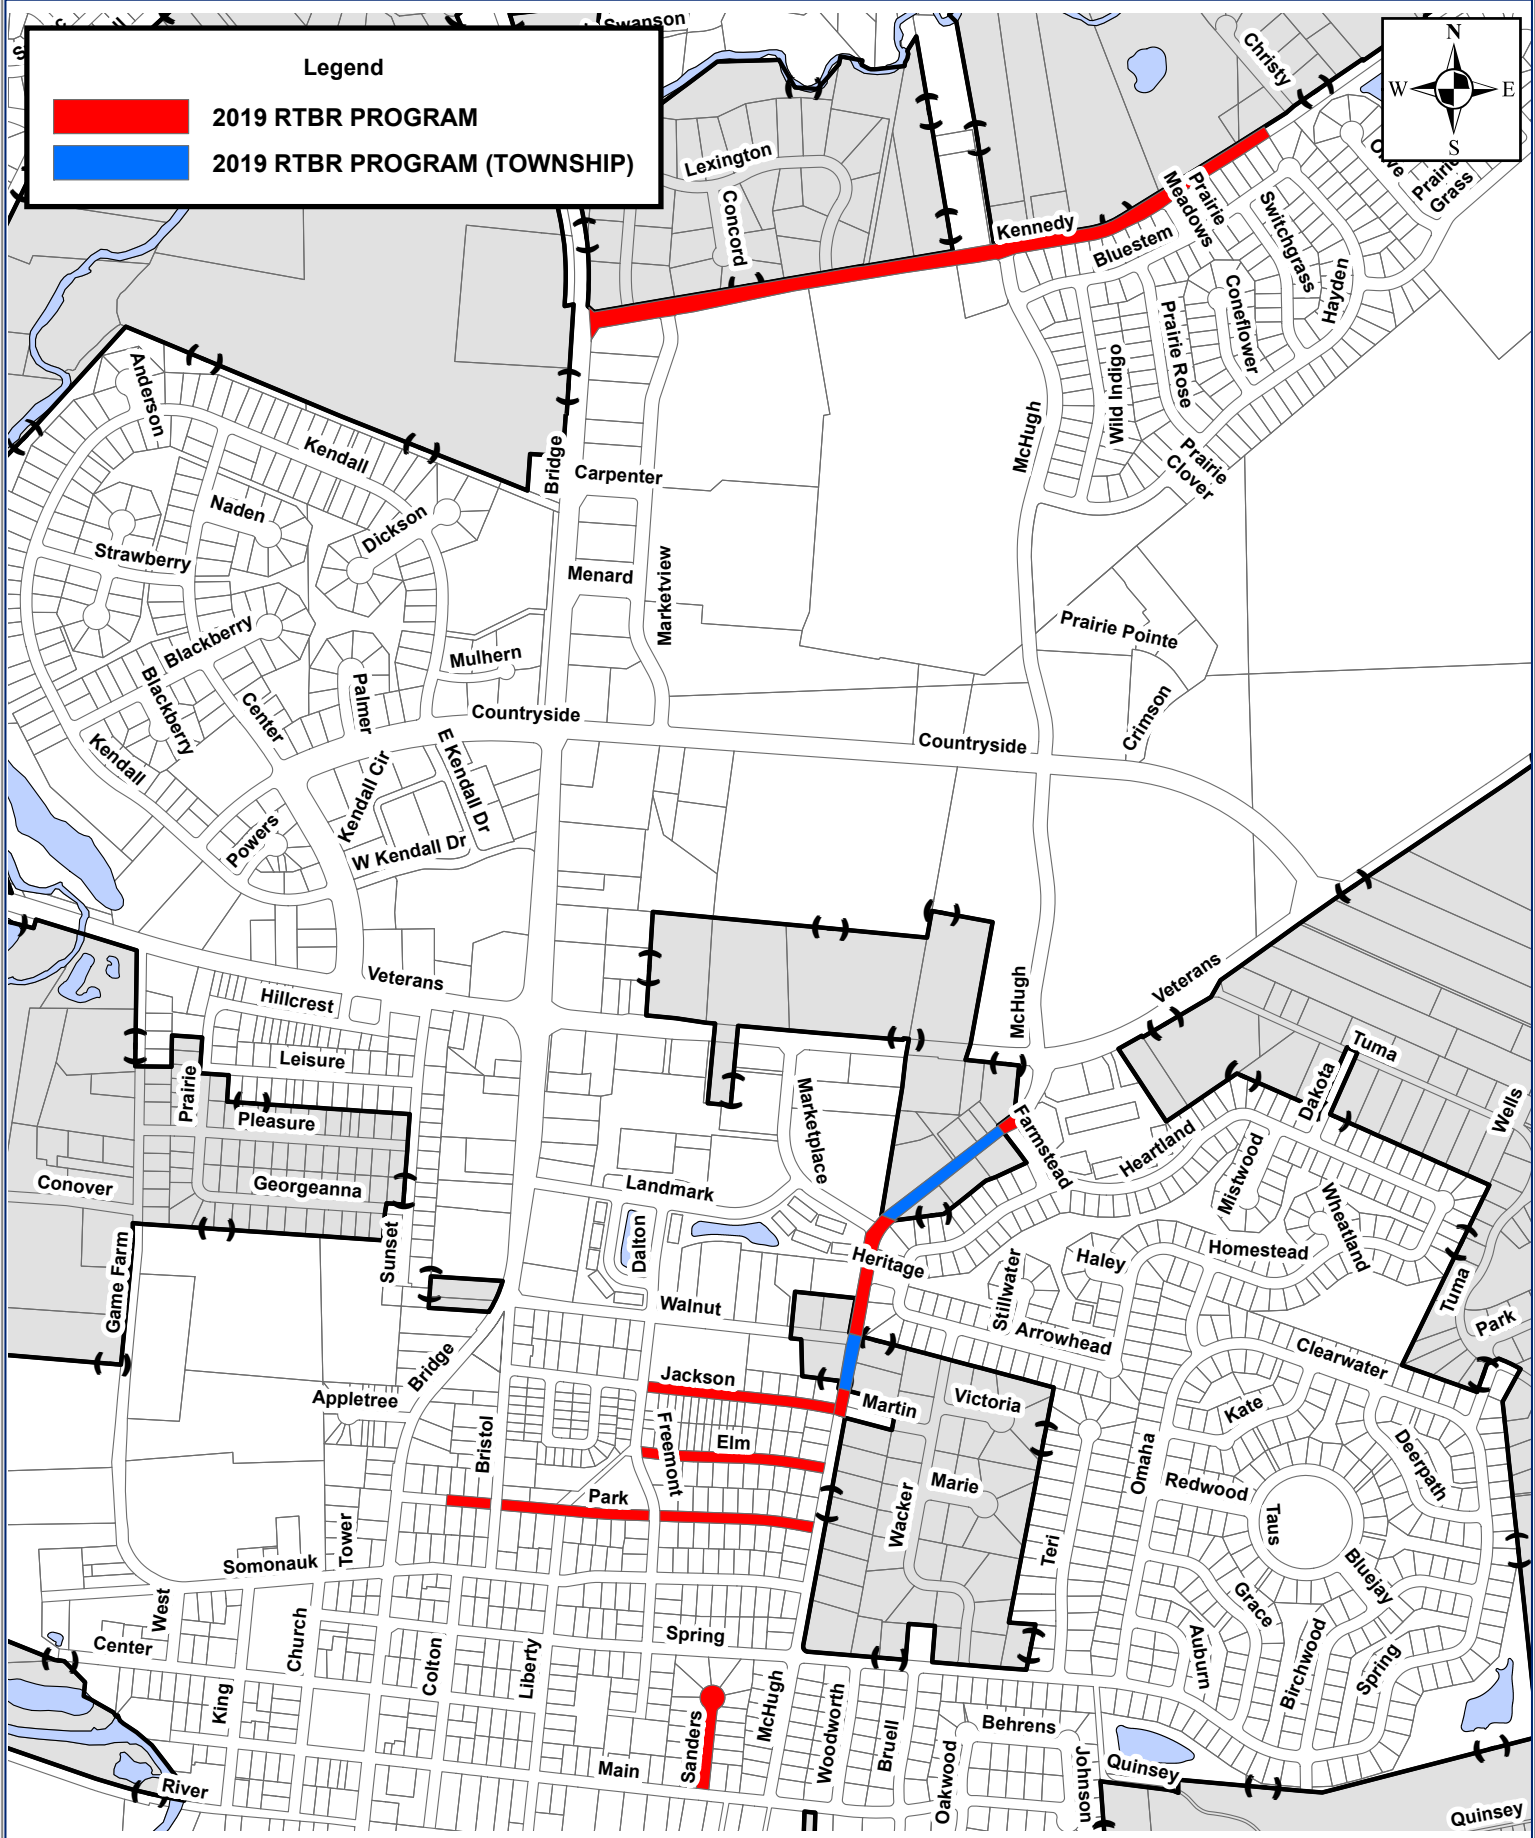 Swanson
Christy
Legend
2019 RTBR PROGRAM
2019 RTBR PROGRAM (TOWNSHIP)
N
W
E
S
Lexington
Concord
Kennedy
Prairie
Meadows
Bluestem
Switchgrass
Olive
Prairie
Grass
Hayden
Coneflower
Prairie Rose
Wild Indigo
McHugh
Prairie
Clover
Anderson
Kendall
Bridge
Carpenter
Naden
Dickson
Strawberry
Menard
Marketview
Blackberry
Blackberry
Mulhern
Palmer
Center
Prairie Pointe
Crimson
Countryside
Countryside
Kendall
Kendall Cir
E Kendall Dr
W Kendall Dr
Powers
Veterans
Veterans
McHugh
Hillcrest
Leisure
Prairie
Pleasure
Georgeanna
Conover
Sunset
Game Farm
Marketplace
Landmark
Dalton
Farmstead
Heartland
Dakota
Tuma
Wells
Mistwood
Wheatland
Homestead
Haley
Heritage
Stillwater
Arrowhead
Tuma
Park
Clearwater
Walnut
Bridge
Appletree
Jackson
Martin
Victoria
Kate
Deerpath
Bristol
Freemont
Elm
Park
Marie
Wacker
Omaha
Redwood
Taus
Teri
Tower
Somonauk
Bluejay
Grace
West
Church
Center
Colton
Liberty
Spring
Auburn
Birchwood
Spring
King
Sanders
McHugh
Woodworth
Bruell
Oakwood
Behrens
Johnson
Quinsey
Main
River
Quinsey